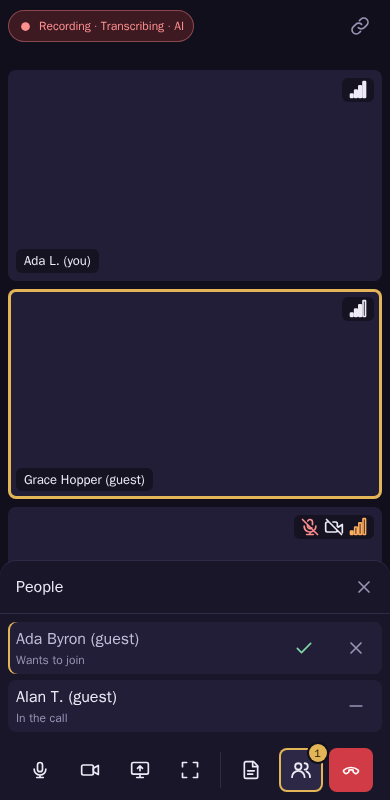 Recording · Transcribing · AI
Ada L. (you)
Grace Hopper (guest)
People
Ada Byron (guest)
Wants to join
Alan T. (guest)
In the call
1